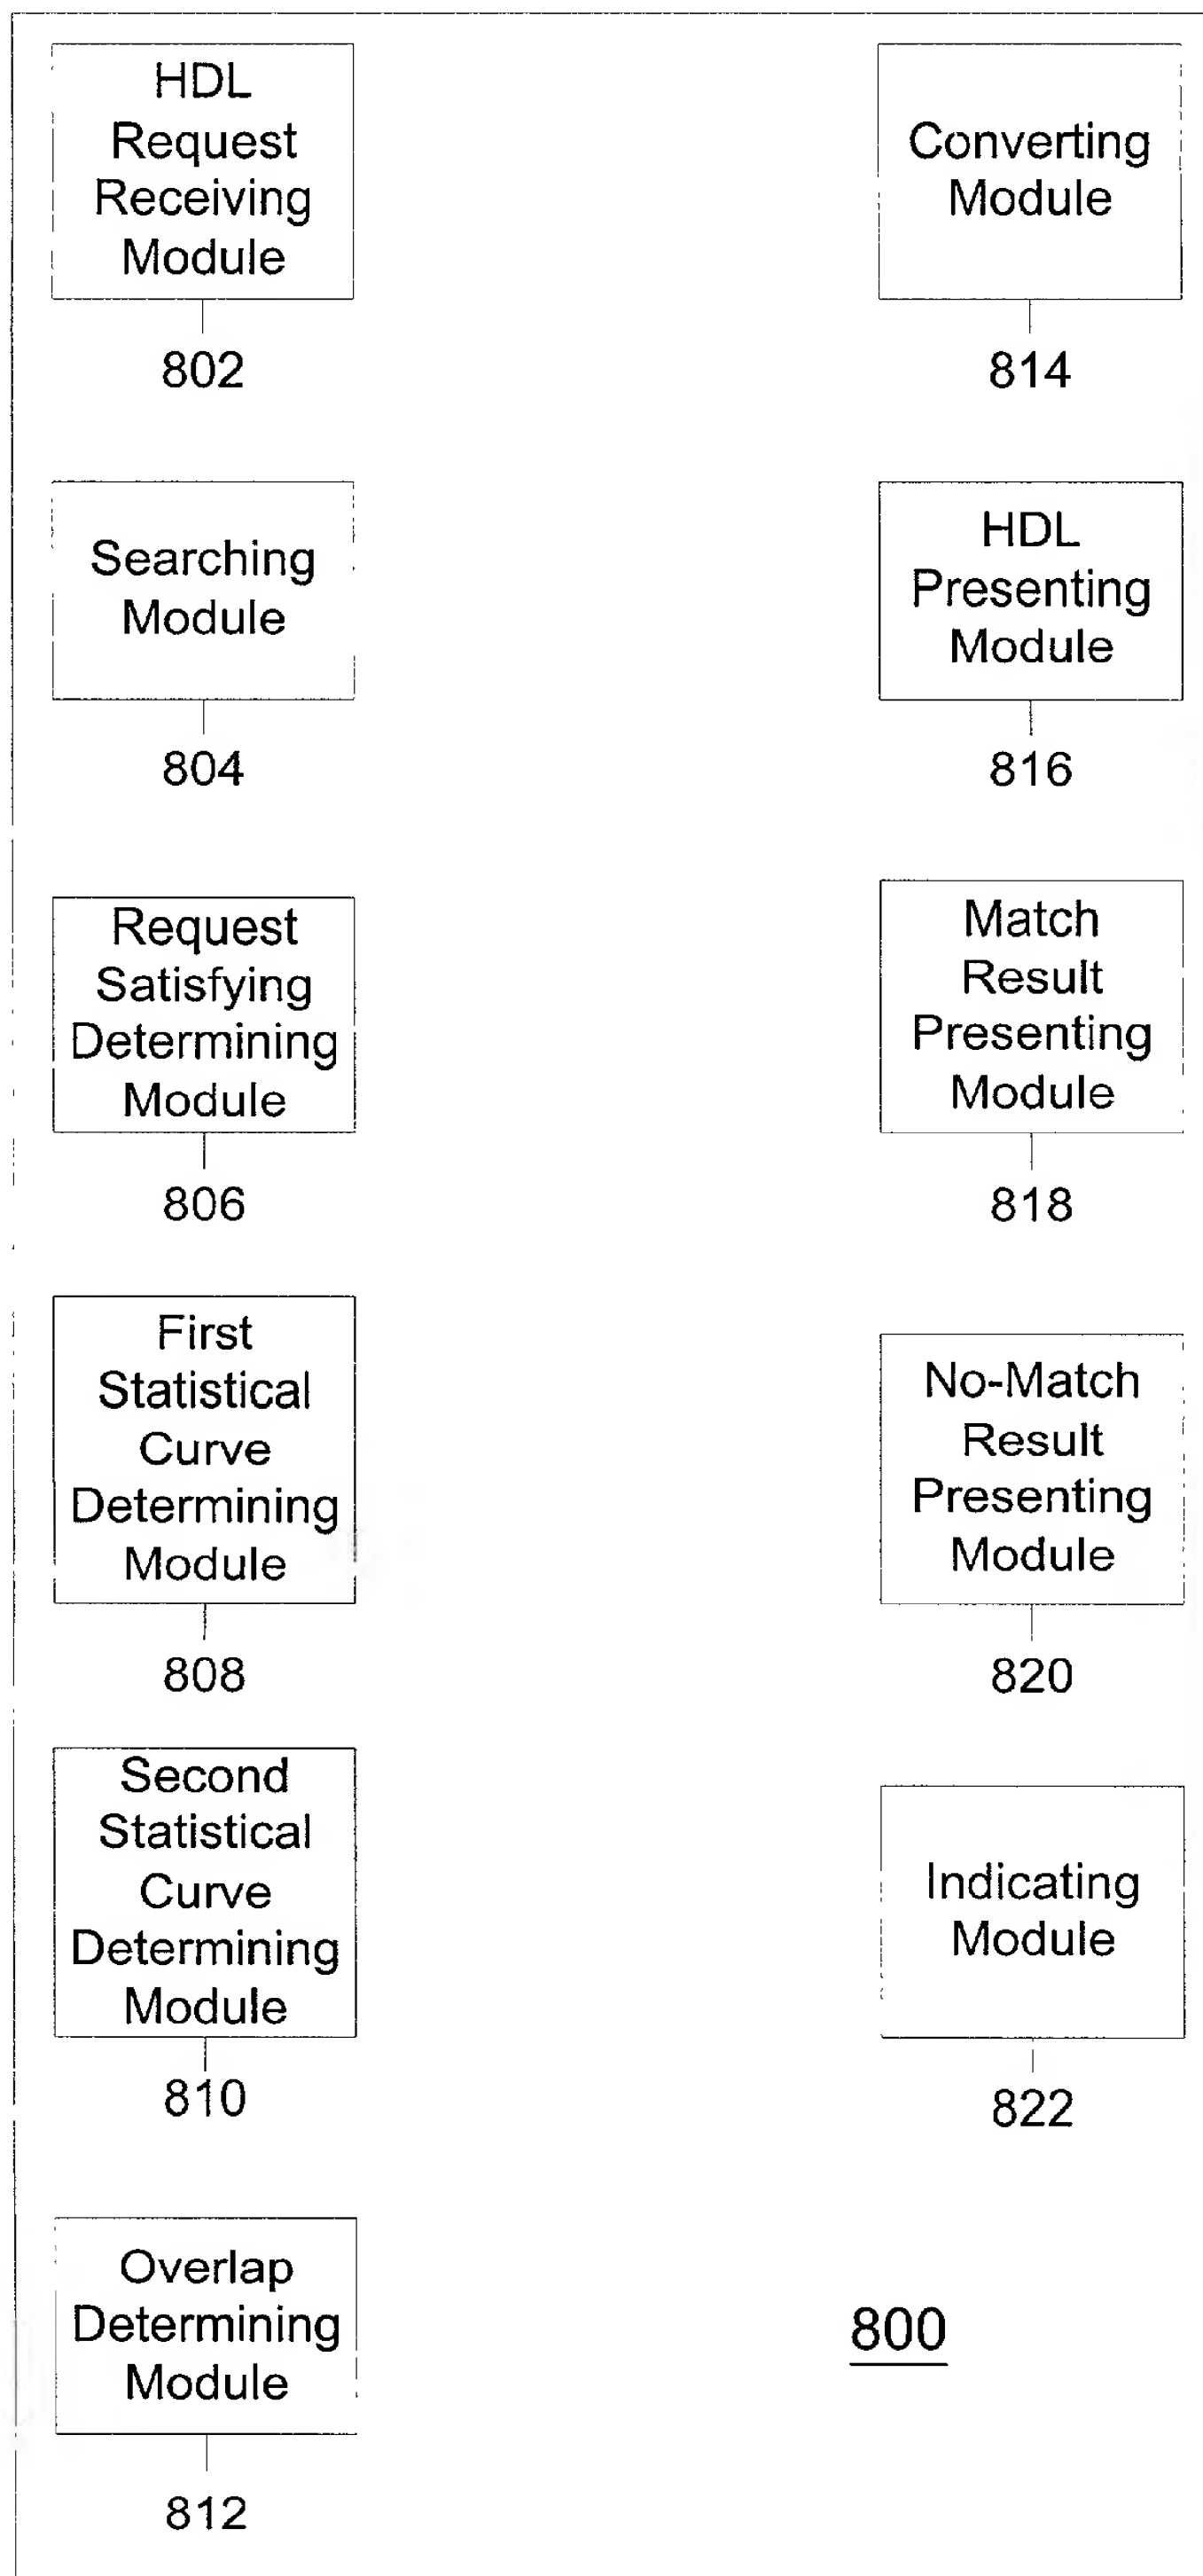 HDL
Request
Receiving
Module
802
Searching
Module
804
Request
Satisfying
Determining
Module
806
First
Statistical
Curve
Determining
Module
808
Second
Statistical
Curve
Determining
Module
810
Overlap
Determining
Module
812
Converting
Module
814
HDL
Presenting
Module
816
Match
Result
Presenting
Module
818
No-Match
Result
Presenting
Module
820
Indicating
Module
822
800